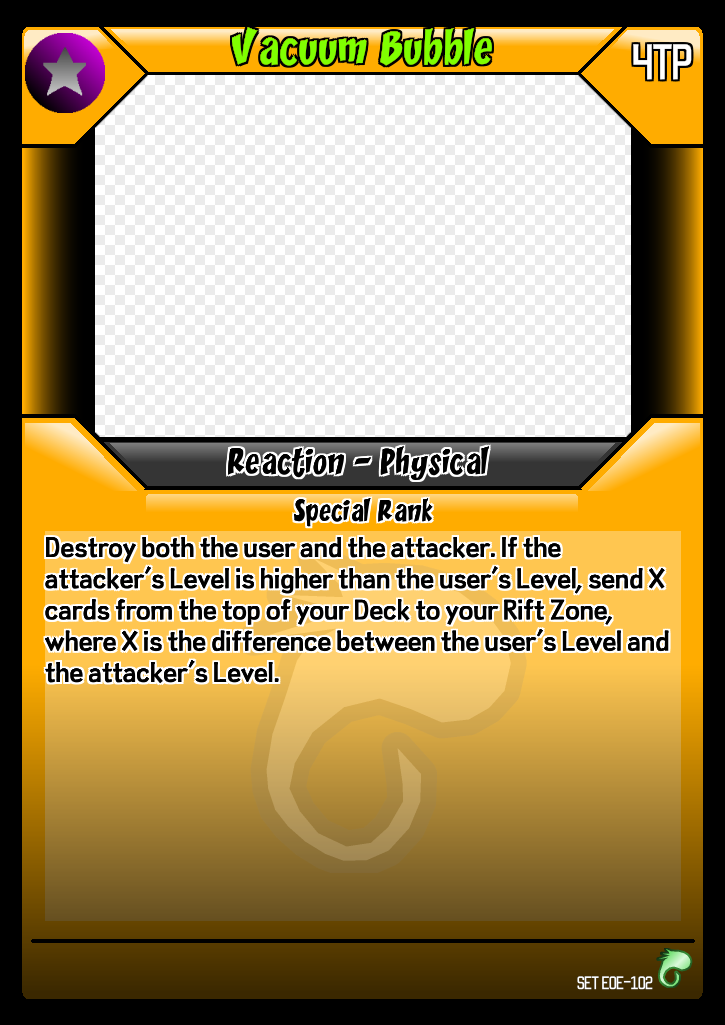 Vacuum Bubble
4TP
Reaction - Physical
Special Rank
Destroy both the user and the attacker. If the
attacker's Level is higher than the user's Level, send X
cards from the top of your Deck to your Rift Zone,
where X is the difference between the user's Level and
the attacker's Level.
SET EOE-102